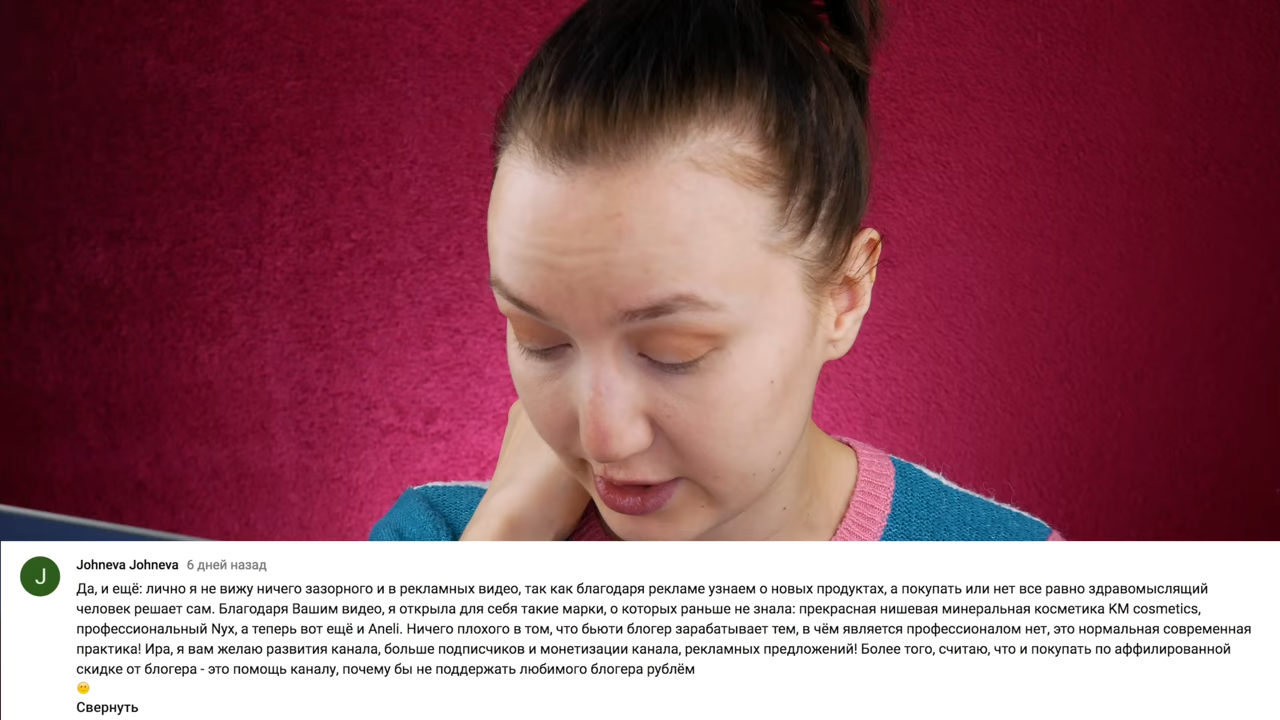 J
Johneva Johneva 6 дней назад
Да, и ещё: лично я не вижу ничего зазорного и в рекламных видео, так как благодаря рекламе узнаем о новых продуктах, а покупать или нет все равно здравомыслящий
человек решает сам. Благодаря Вашим видео, я открыла для себя такие марки, о которых раньше не знала: прекрасная нишевая минеральная косметика KM cosmetics,
профессиональный Nyx, а теперь вот ещё и Aneli. Ничего плохого в том, что бьюти блогер зарабатывает тем, в чём является профессионалом нет, это нормальная современная
практика! Ира, я вам желаю развития канала, больше подписчиков и монетизации канала, рекламных предложений! Более того, считаю, что и покупать по аффилированной
скидке от блогера - это помощь каналу, почему бы не поддержать любимого блогера рублём
😶
Свернуть